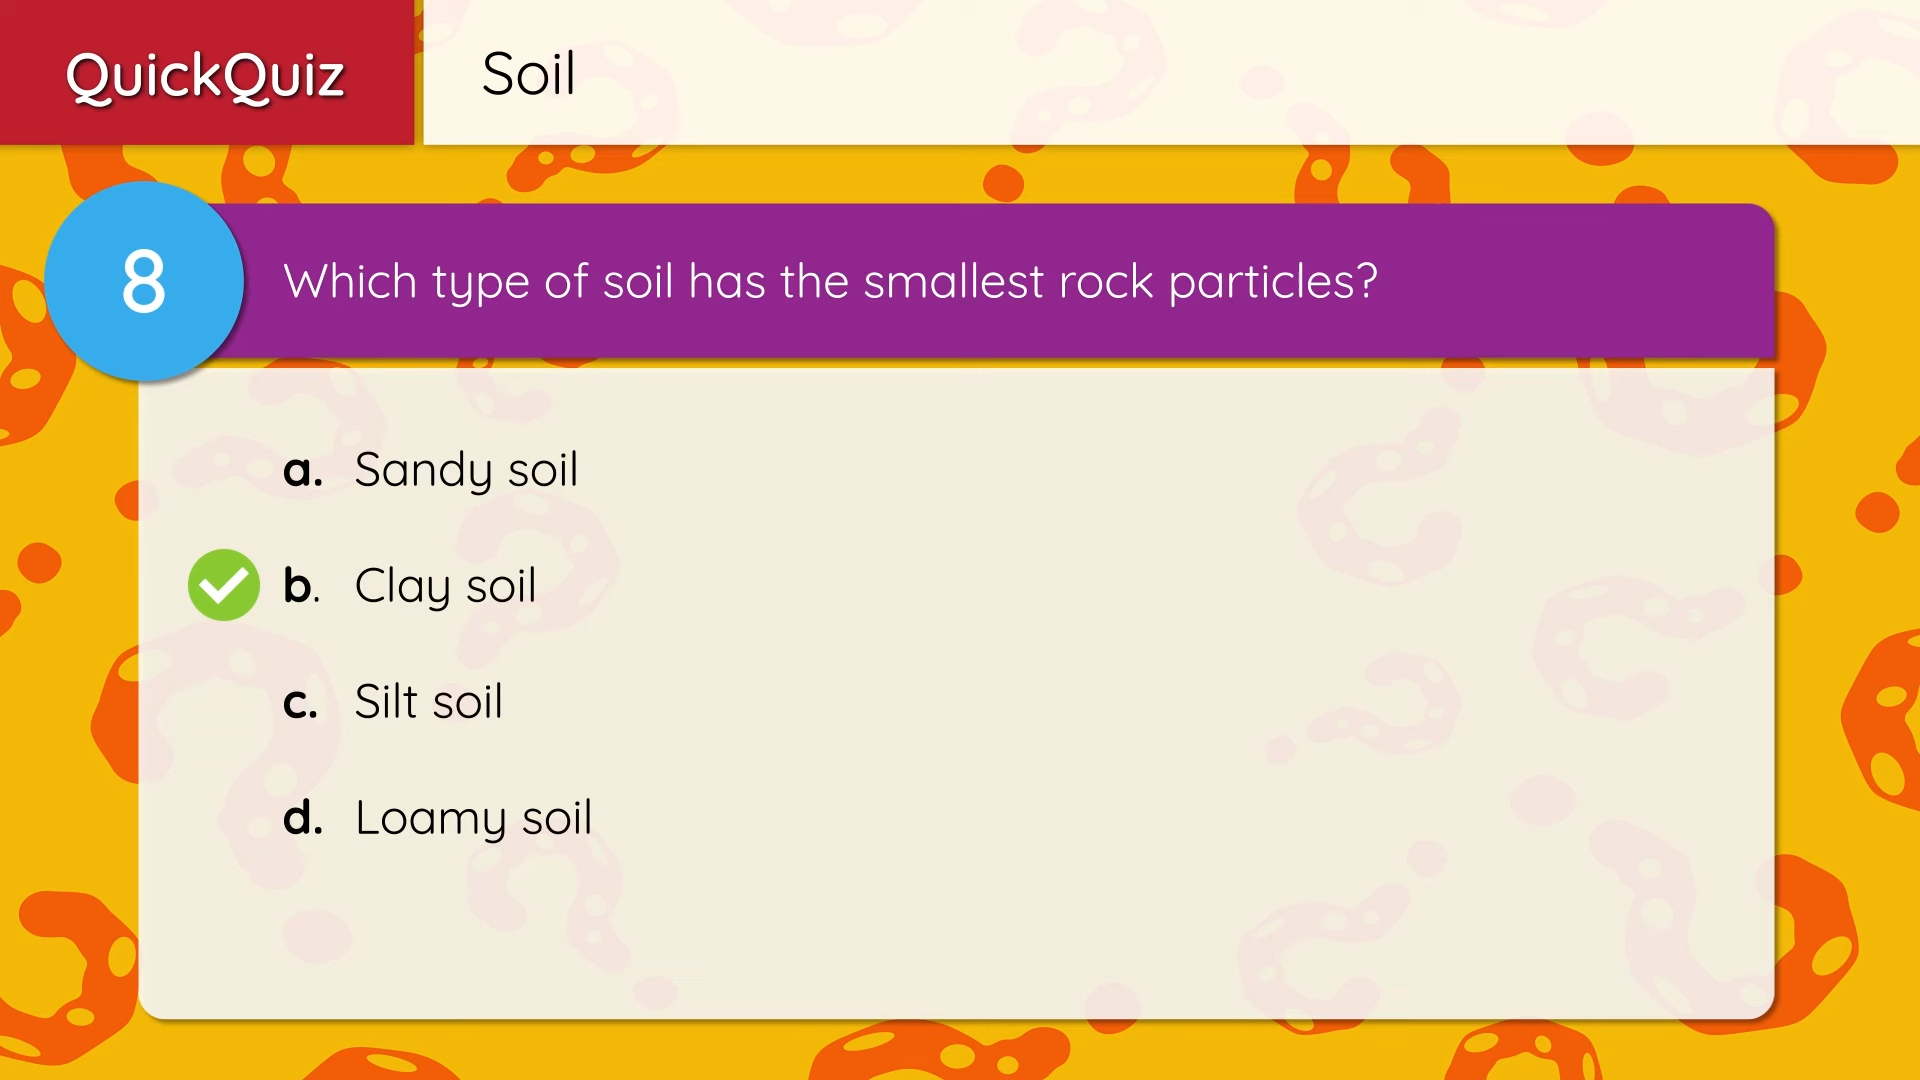 QuickQuiz
Soil
8
Which type of soil has the smallest rock particles?
a. Sandy soil
b. Clay soil
c. Silt soil
d. Loamy soil